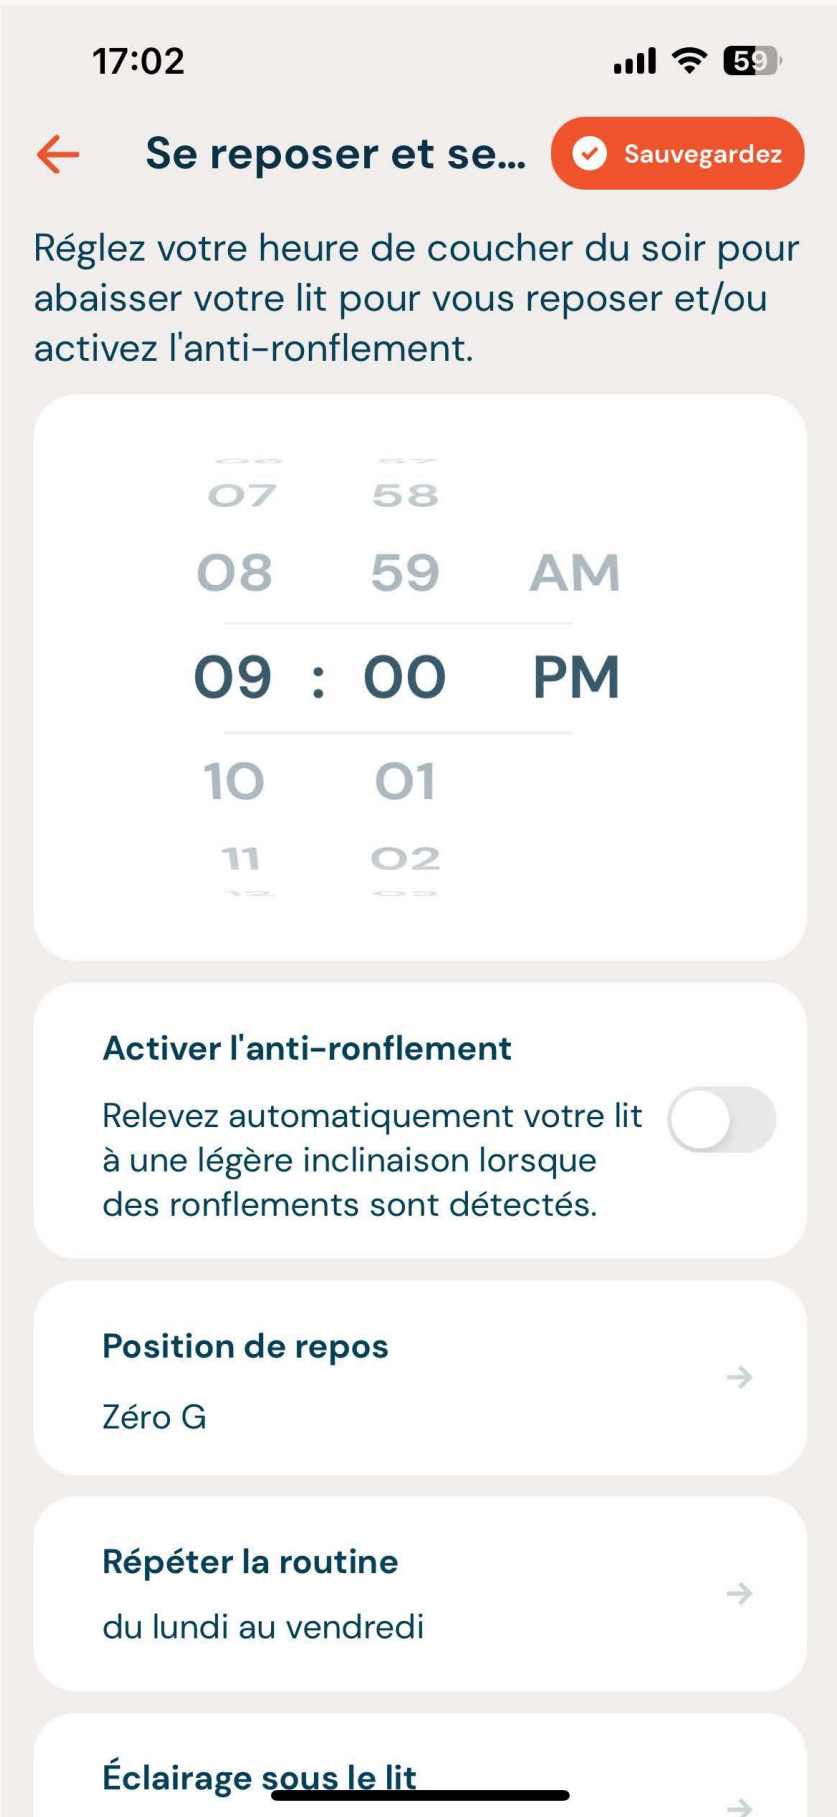 17:02
59
Se reposer et se...
Sauvegardez
Réglez votre heure de coucher du soir pour
abaisser votre lit pour vous reposer et/ou
activez l'anti-ronflement.
07 58
08 59 AM
09 : 00 PM
10 01
11 02
Activer l'anti-ronflement
Relevez automatiquement votre lit
à une légère inclinaison lorsque
des ronflements sont détectés.
Position de repos
Zéro G
Répéter la routine
du lundi au vendredi
Éclairage sous le lit